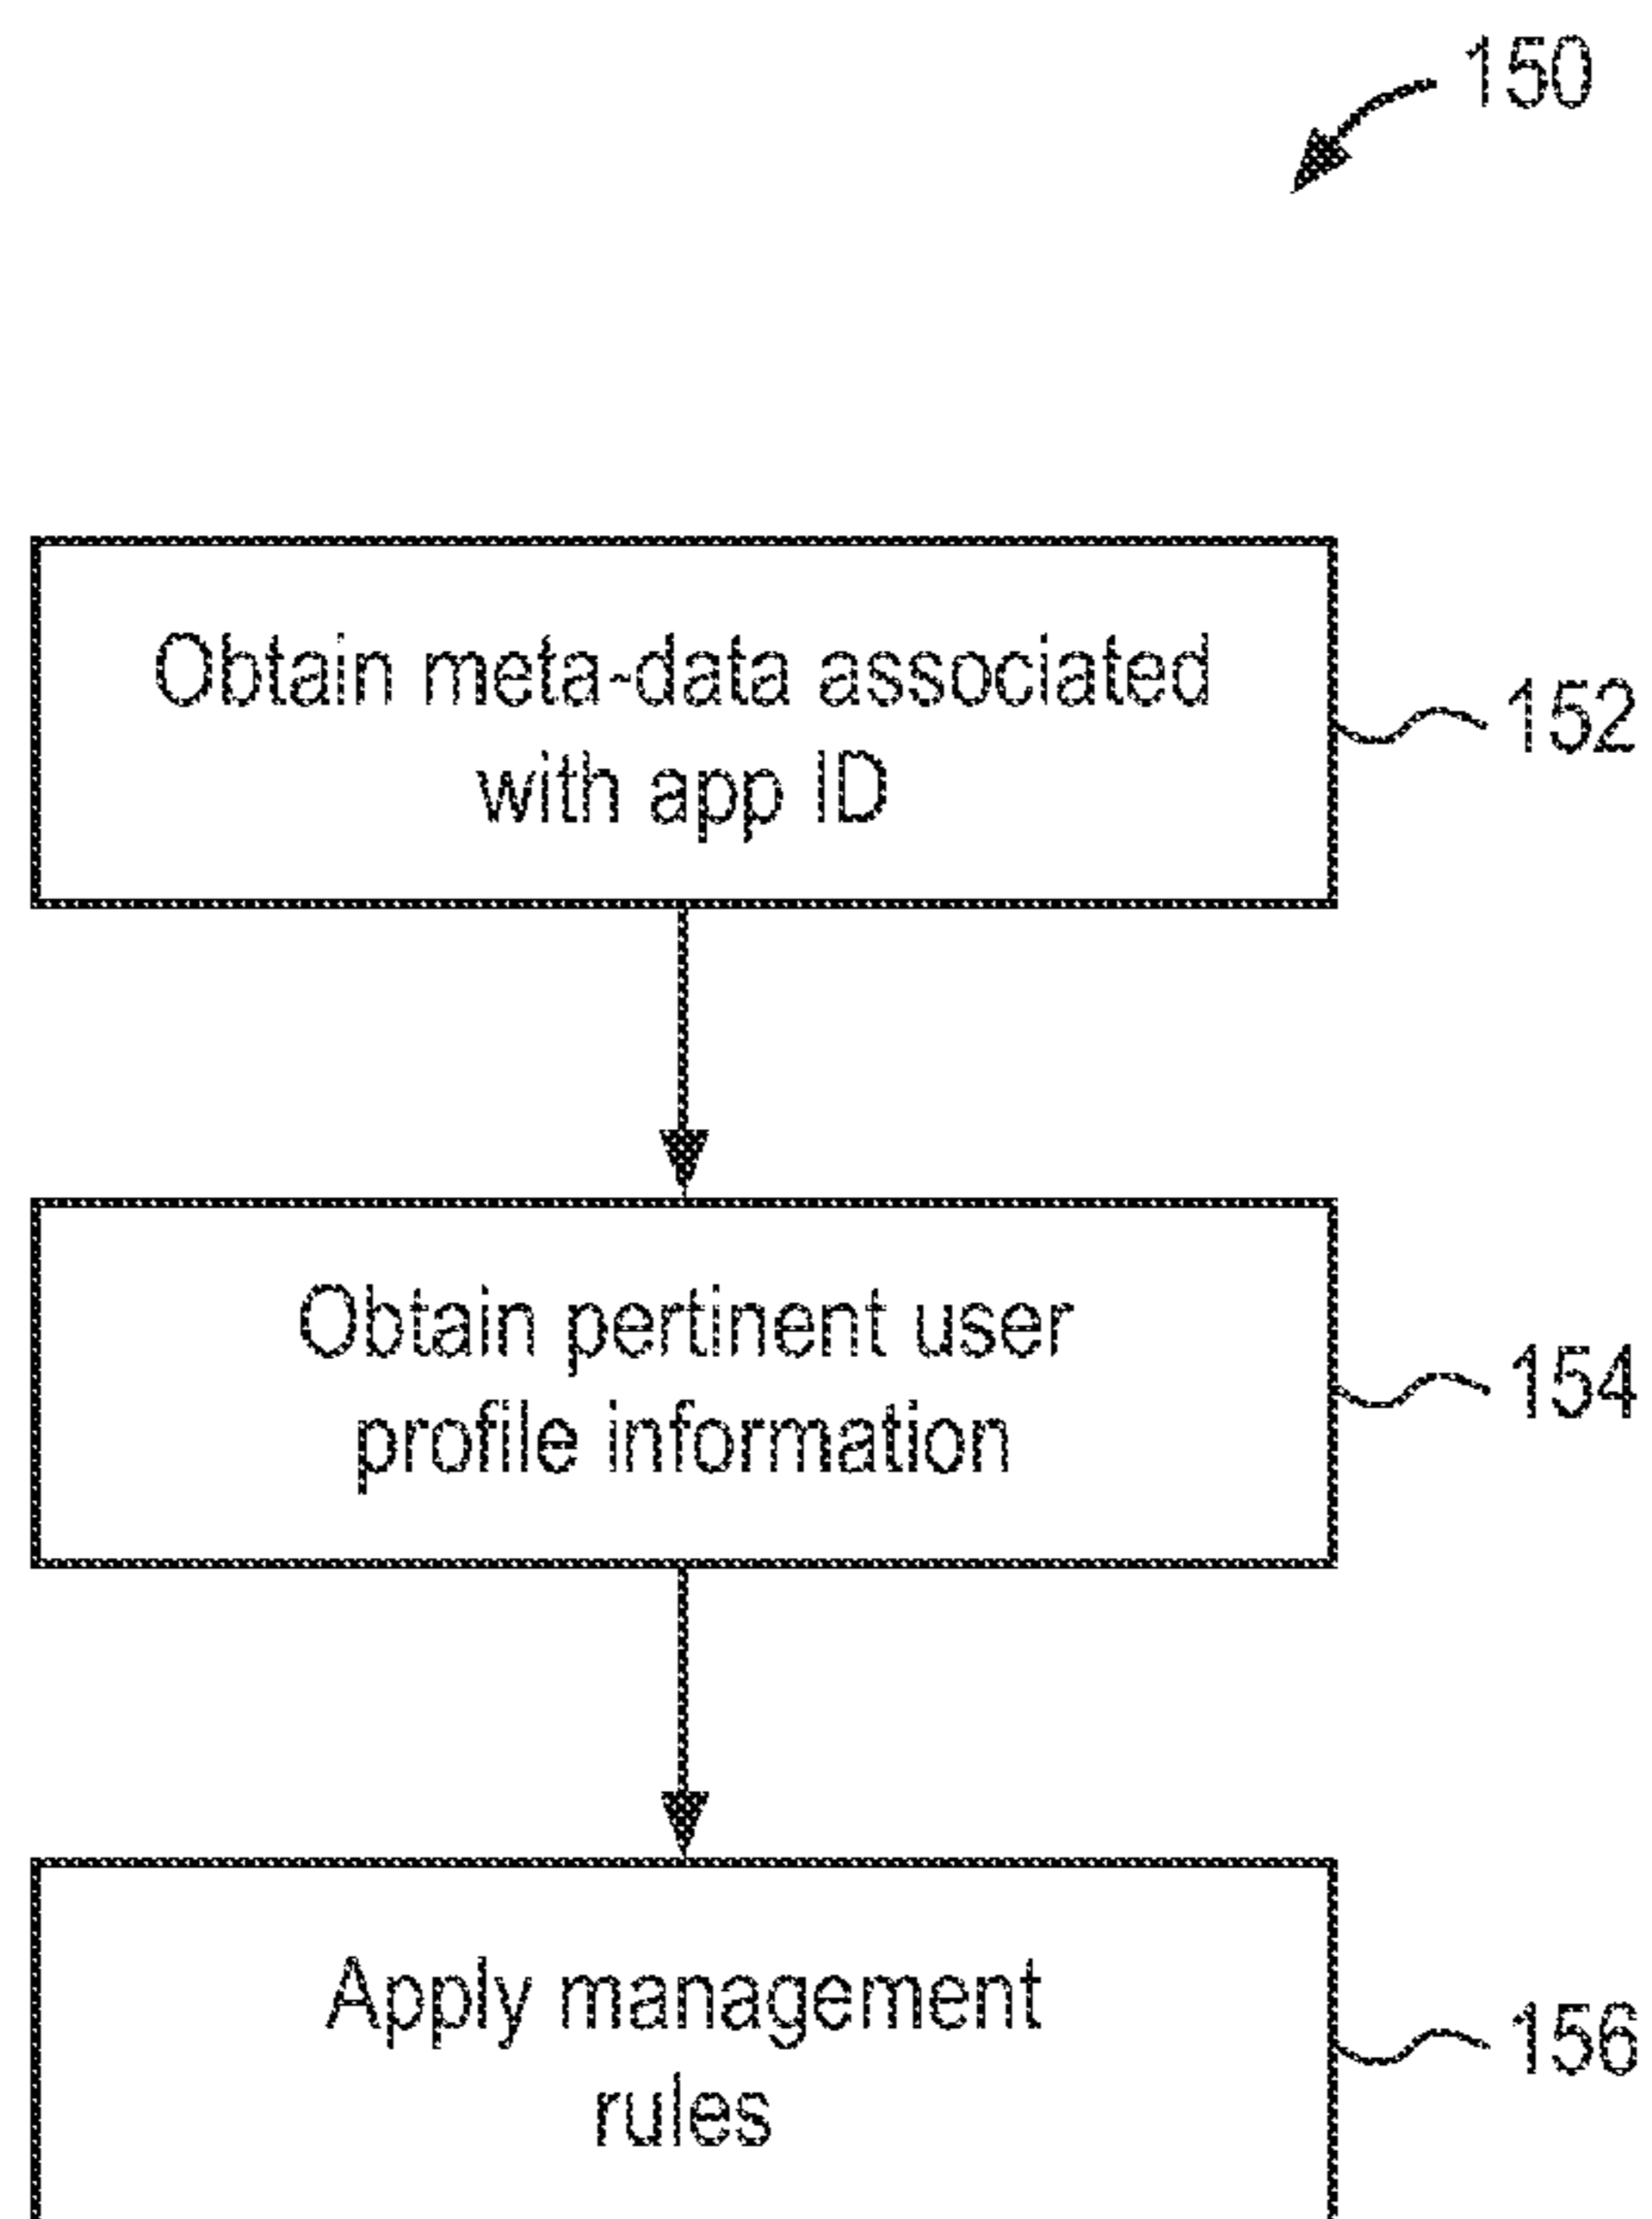 150
Obtain meta-data associated
with app ID
152
Obtain pertinent user
profile information
154
Apply management
rules
156